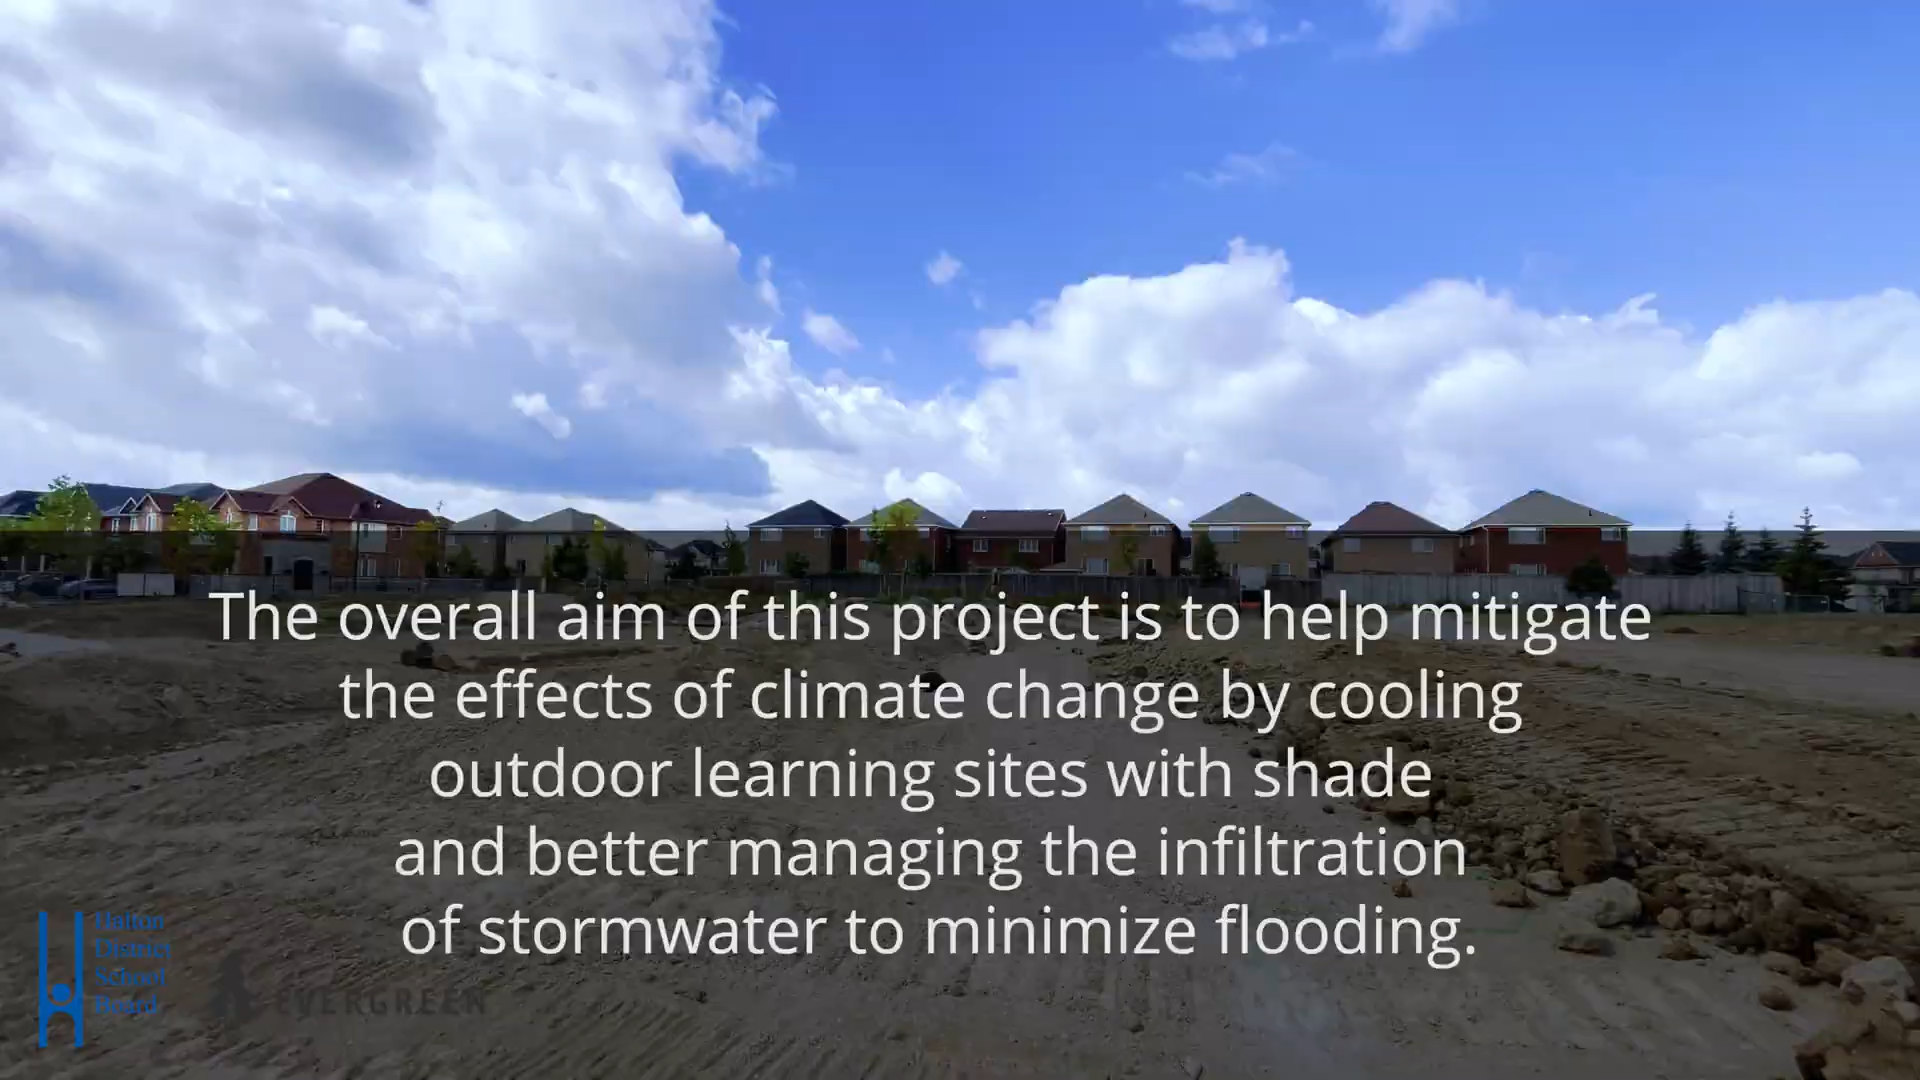 The overall aim of this project is to help mitigate
the effects of climate change by cooling
outdoor learning sites with shade
and better managing the infiltration
of stormwater to minimize flooding.
Halton
District
School
Board
EVERGREEN